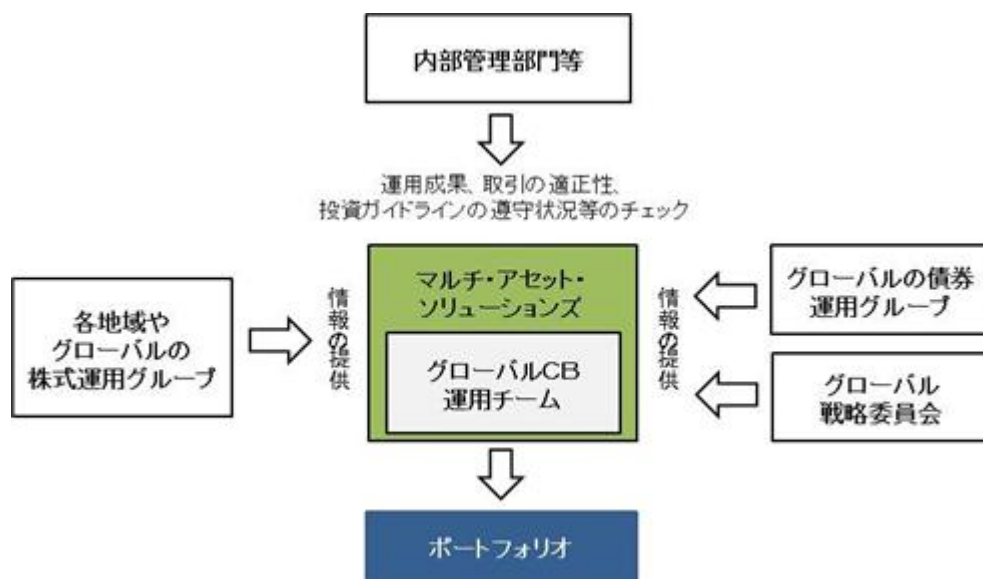 内部管理部門等
運用成果、取引の適正性、
投資ガイドラインの遵守状況等のチェック
各地域や
グローバルの
株式運用グループ
情報の提供
マルチ・アセット・
ソリューションズ
グローバルCB
運用チーム
情報の提供
グローバルの債券
運用グループ
グローバル
戦略委員会
ポートフォリオ